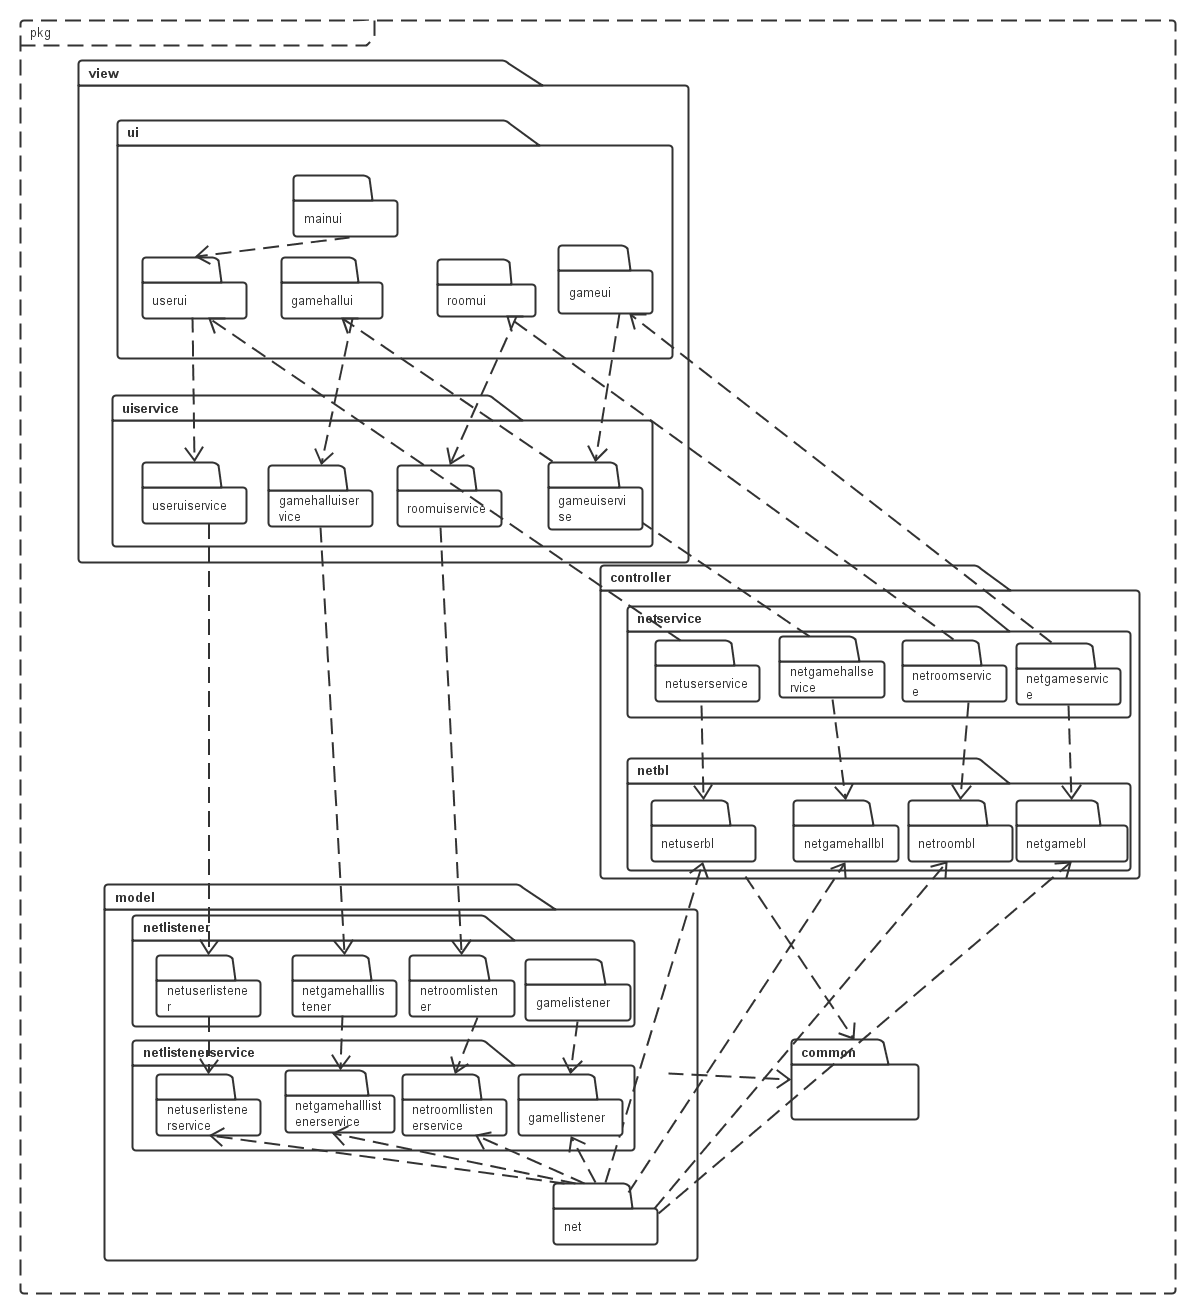 pkg
view
ui
mainui
userui
gamehallui
roomui
gameui
uiservice
useruiservice
gamehalluiser
vice
roomuiservice
gameuiservi
se
controller
netservice
netuserservice
netgamehallse
rvice
netroomservic
e
netgameservic
e
netbl
netuserbl
netgamehallbl
netroombl
netgamebl
model
netlistener
netuserlistene
r
netgamehalllis
tener
netroomlisten
er
gamelistener
netlistenerservice
netuserlistene
rservice
netgamehalllist
enerservice
netroomllisten
erservice
gamellistener
common
net